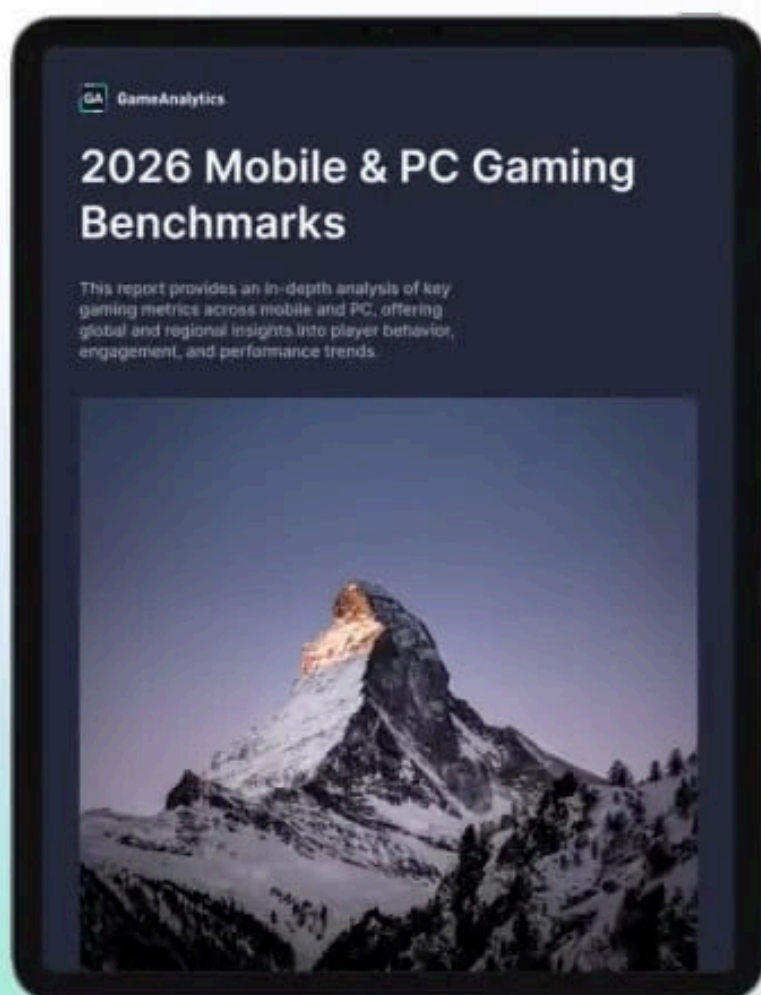 GA GameAnalytics
2026 Mobile & PC Gaming
Benchmarks
This report provides an in-depth analysis of key
gaming metrics across mobile and PC, offering
global and regional insights into player behavior,
engagement, and performance trends.